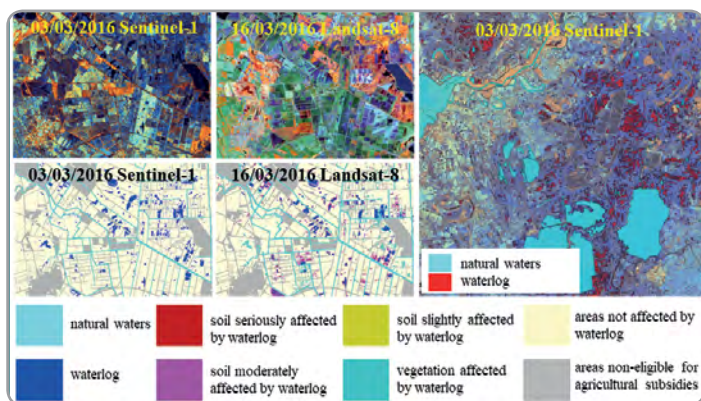 03/03/2016 Sentinel-1
16/03/2016 Landsat-8
03/03/2016 Sentinel-1
03/03/2016 Sentinel-1
16/03/2016 Landsat-8
natural waters
waterlog
natural waters
soil seriously affected
by waterlog
soil slightly affected
by waterlog
areas not affected by
waterlog
waterlog
soil moderately
affected by waterlog
vegetation affected
by waterlog
areas non-eligible for
agricultural subsidies